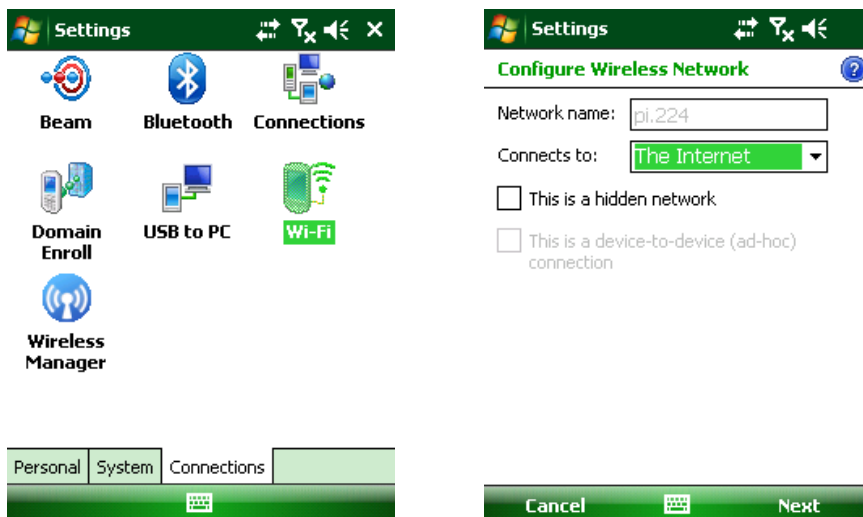 Settings
Beam Bluetooth Connections
Domain Enroll USB to PC Wi-Fi
Wireless Manager
Personal System Connections
Settings
Configure Wireless Network ?
Network name: pi.224
Connects to: The Internet
This is a hidden network
This is a device-to-device (ad-hoc)
connection
Cancel Next